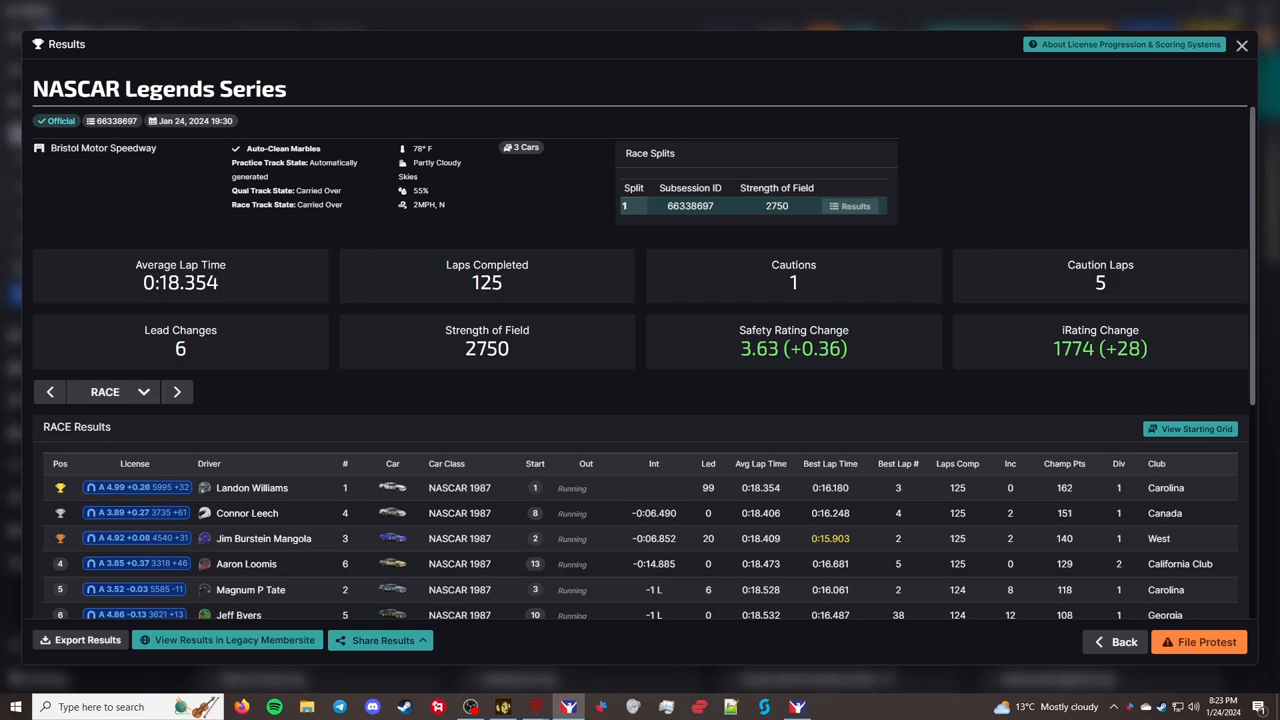 Results
About License Progression & Scoring Systems
NASCAR Legends Series
Official 66338697 Jan 24, 2024 19:30
Bristol Motor Speedway
Auto-Clean Marbles
Practice Track State: Automatically
generated
Qual Track State: Carried Over
Race Track State: Carried Over
78° F
Partly Cloudy
Skies
55%
2MPH, N
3 Cars
Race Splits
Split Subsession ID Strength of Field
1 66338697 2750 Results
Average Lap Time
0:18.354
Laps Completed
125
Cautions
1
Caution Laps
5
Lead Changes
6
Strength of Field
2750
Safety Rating Change
3.63 (+0.36)
iRating Change
1774 (+28)
RACE
RACE Results
View Starting Grid
Pos License Driver # Car Car Class Start Out Int Led Avg Lap Time Best Lap Time Best Lap # Laps Comp Inc Champ Pts Div Club
A 4.99 +0.26 5995 +32 Landon Williams 1 NASCAR 1987 1 Running 99 0:18.354 0:16.180 3 125 0 162 1 Carolina
A 3.89 +0.27 3735 +61 Connor Leech 4 NASCAR 1987 8 Running -0:06.490 0 0:18.406 0:16.248 4 125 2 151 1 Canada
A 4.92 +0.08 4540 +31 Jim Burstein Mangola 3 NASCAR 1987 2 Running -0:06.852 20 0:18.409 0:15.903 2 125 2 140 1 West
4 A 3.85 +0.37 3318 +46 Aaron Loomis 6 NASCAR 1987 13 Running -0:14.885 0 0:18.473 0:16.681 5 125 0 129 2 California Club
5 A 3.52 -0.03 5585 -11 Magnum P Tate 2 NASCAR 1987 3 Running -1 L 6 0:18.528 0:16.061 2 124 8 118 1 Carolina
6 A 4.86 -0.13 3621 +13 Jeff Byers 5 NASCAR 1987 10 Running -1 L 0 0:18.532 0:16.487 38 124 12 108 1 Georgia
Export Results
View Results in Legacy Membersite
Share Results
Back
File Protest
Type here to search
13°C Mostly cloudy
8:23 PM
1/24/2024